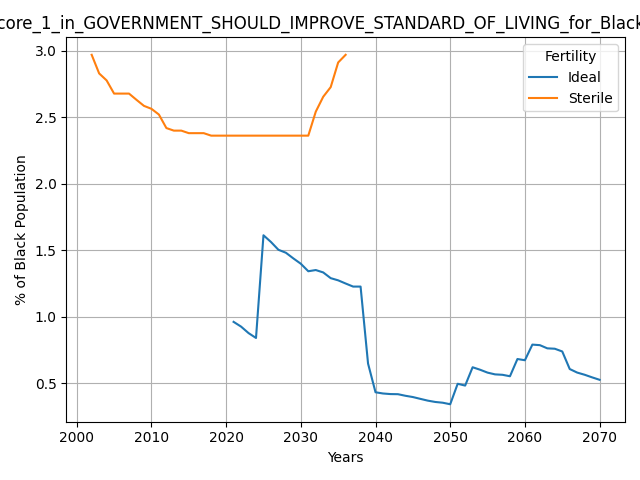 core_1_in_GOVERNMENT_SHOULD_IMPROVE_STANDARD_OF_LIVING_for_Black
3.0
2.5
2.0
1.5
1.0
0.5
% of Black Population
Fertility
Ideal
Sterile
2000 2010 2020 2030 2040 2050 2060 2070
Years